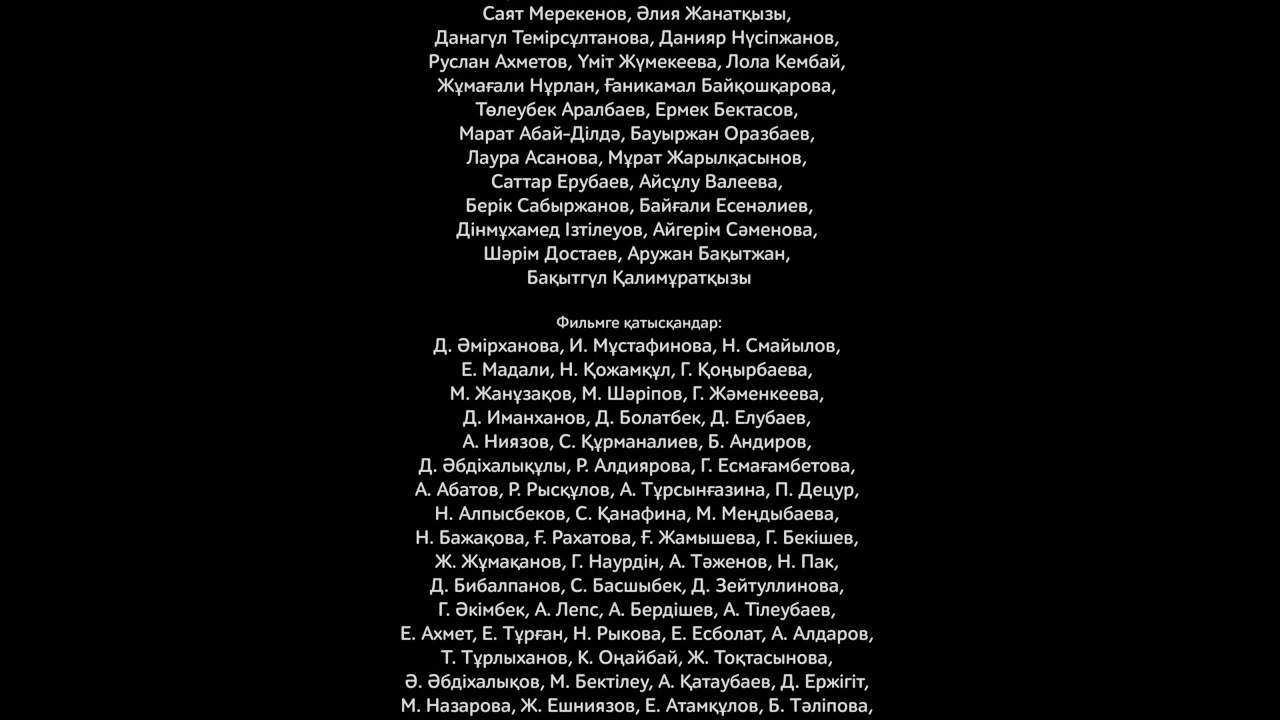 Саят Мерекенов, Әлия Жанатқызы,
Данагүл Темірсұлтанова, Данияр Нүсіпжанов,
Руслан Ахметов, Үміт Жүмекеева, Лола Кембай,
Жұмағали Нұрлан, Ғаникамал Байқошқарова,
Төлеубек Аралбаев, Ермек Бектасов,
Марат Абай-Ділдә, Бауыржан Оразбаев,
Лаура Асанова, Мұрат Жарылқасынов,
Саттар Ерубаев, Айсұлу Валеева,
Берік Сабыржанов, Байғали Есенәлиев,
Дінмұхамед Ізтілеуов, Айгерім Сәменова,
Шәрім Достаев, Аружан Бақытжан,
Бақытгүл Қалимұратқызы
Фильмге қатысқандар:
Д. Әмірханова, И. Мұстафинова, Н. Смайылов,
Е. Мадали, Н. Қожамқұл, Г. Қоңырбаева,
М. Жанұзақов, М. Шәріпов, Г. Жәменкеева,
Д. Иманханов, Д. Болатбек, Д. Елубаев,
А. Ниязов, С. Құрманалиев, Б. Андиров,
Д. Әбдіхалықұлы, Р. Алдиярова, Г. Есмағамбетова,
А. Абатов, Р. Рысқұлов, А. Тұрсынғазина, П. Децур,
Н. Алпысбеков, С. Қанафина, М. Меңдыбаева,
Н. Бажақова, Ғ. Рахатова, Ғ. Жамышева, Г. Бекішев,
Ж. Жұмақанов, Г. Наурдін, А. Тәженов, Н. Пак,
Д. Бибалпанов, С. Басшыбек, Д. Зейтуллинова,
Г. Әкімбек, А. Лепс, А. Бердішев, А. Тілеубаев,
Е. Ахмет, Е. Тұрған, Н. Рыкова, Е. Есболат, А. Алдаров,
Т. Тұрлыханов, К. Оңайбай, Ж. Тоқтасынова,
Ә. Әбдіхалықов, М. Бектілеу, А. Қатаубаев, Д. Ержігіт,
М. Назарова, Ж. Ешниязов, Е. Атамқұлов, Б. Тәліпова,